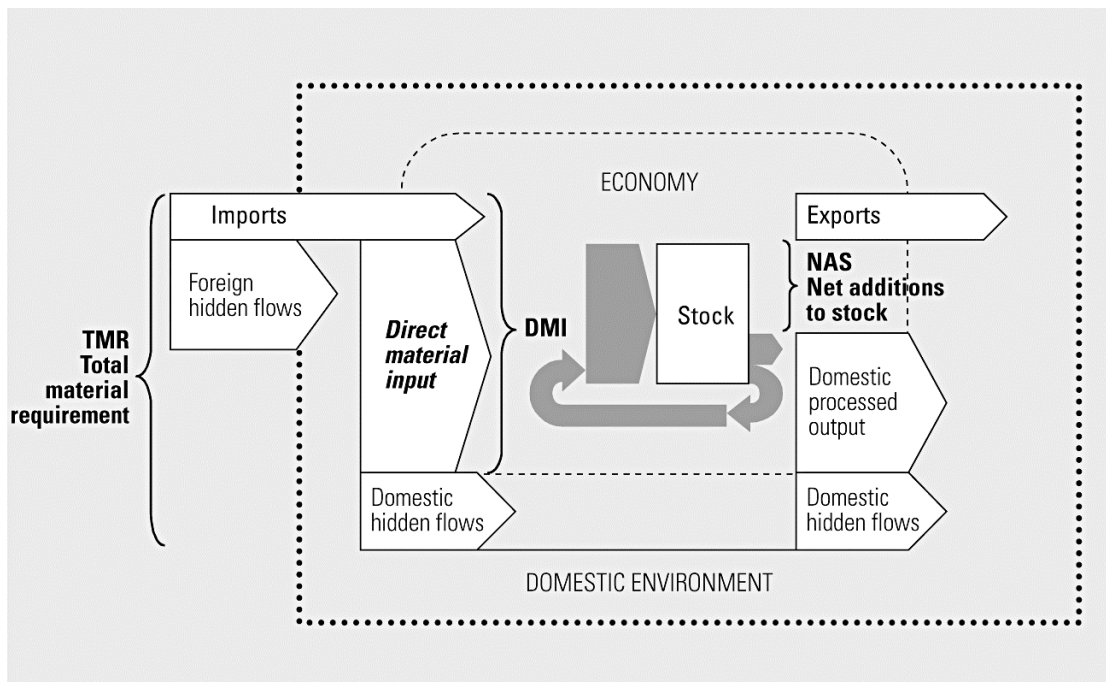 ECONOMY
Imports
Exports
Foreign
hidden flows
TMR
Total
material
requirement
Direct
material
input
DMI
Stock
NAS
Net additions
to stock
Domestic
processed
output
Domestic
hidden flows
Domestic
hidden flows
DOMESTIC ENVIRONMENT